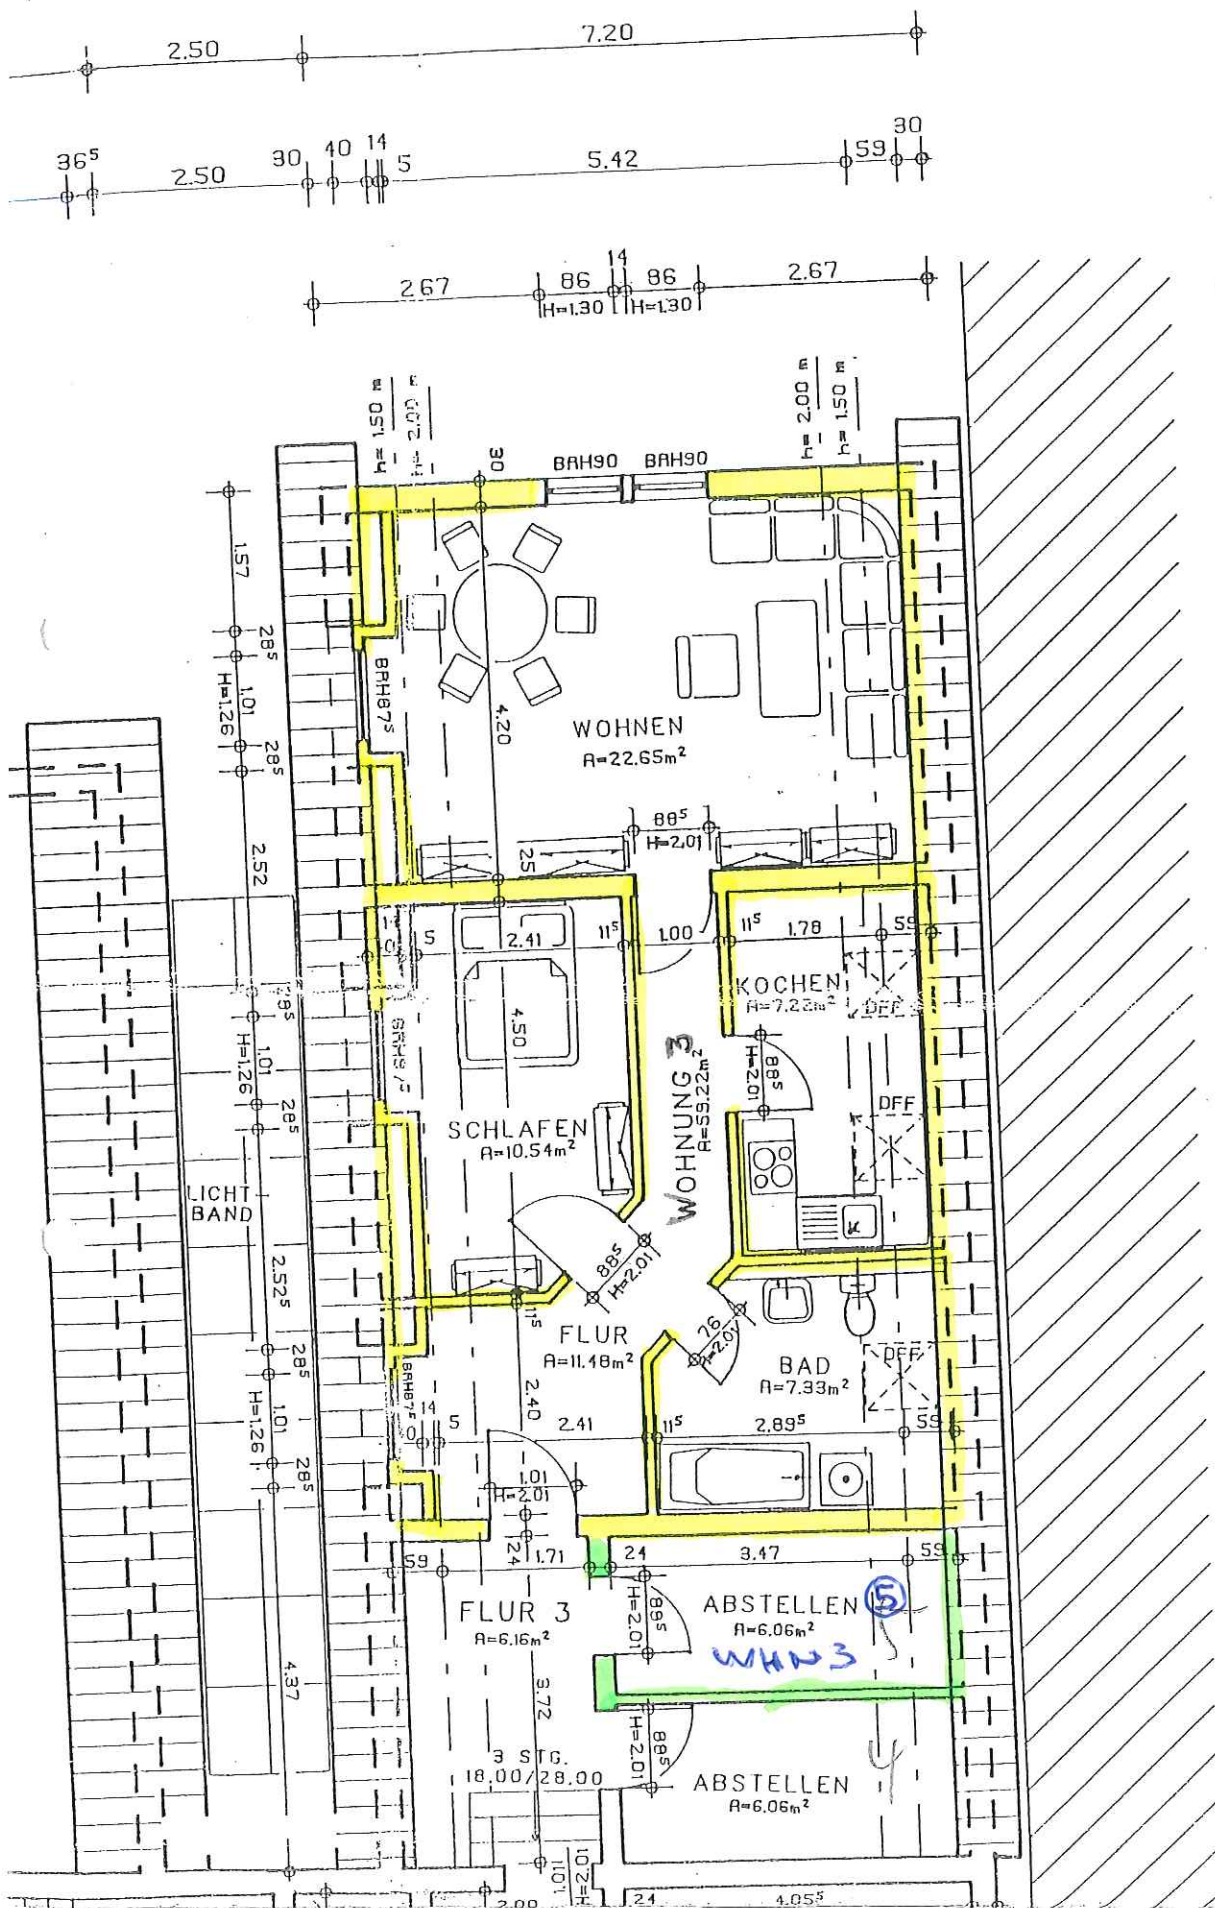 2.50
7.20
36⁵
2.50
30
40
14
5
5.42
59
30
2.67
86
H=1.30
14
86
H=1.30
2.67
h= 1.50 m
h= 2.00 m
h= 2.00 m
h= 1.50 m
30
BRH90
BRH90
1.57
28⁵
1.01
H=1.26
28⁵
BRH87⁵
4.20
WOHNEN
A=22.65m²
88⁵
H=2.01
25
2.52
5
2.41
11⁵
1.00
11⁵
1.78
59
KOCHEN
A=7.22m²
DFF
28⁵
1.01
H=1.26
28⁵
4.50
WOHNUNG 3
A=59.22m²
88⁵
H=2.01
DFF
SCHLAFEN
A=10.54m²
LICHT
BAND
88⁵
H=2.01
2.52⁵
11⁵
FLUR
A=11.48m²
76
H=2.01
BAD
A=7.33m²
DFF
28⁵
1.01
H=1.26
28⁵
BRH87⁵
14
5
2.40
2.41
11⁵
2.89⁵
59
1.01
H=2.01
59
24
1.71
24
3.47
59
FLUR 3
A=6.16m²
88⁵
H=2.01
ABSTELLEN 5
A=6.06m²
WHN 3
4.37
3.72
3 STG.
18.00/28.00
88⁵
H=2.01
4
ABSTELLEN
A=6.06m²
1.01
H=2.01
2.00
24
4.05⁵